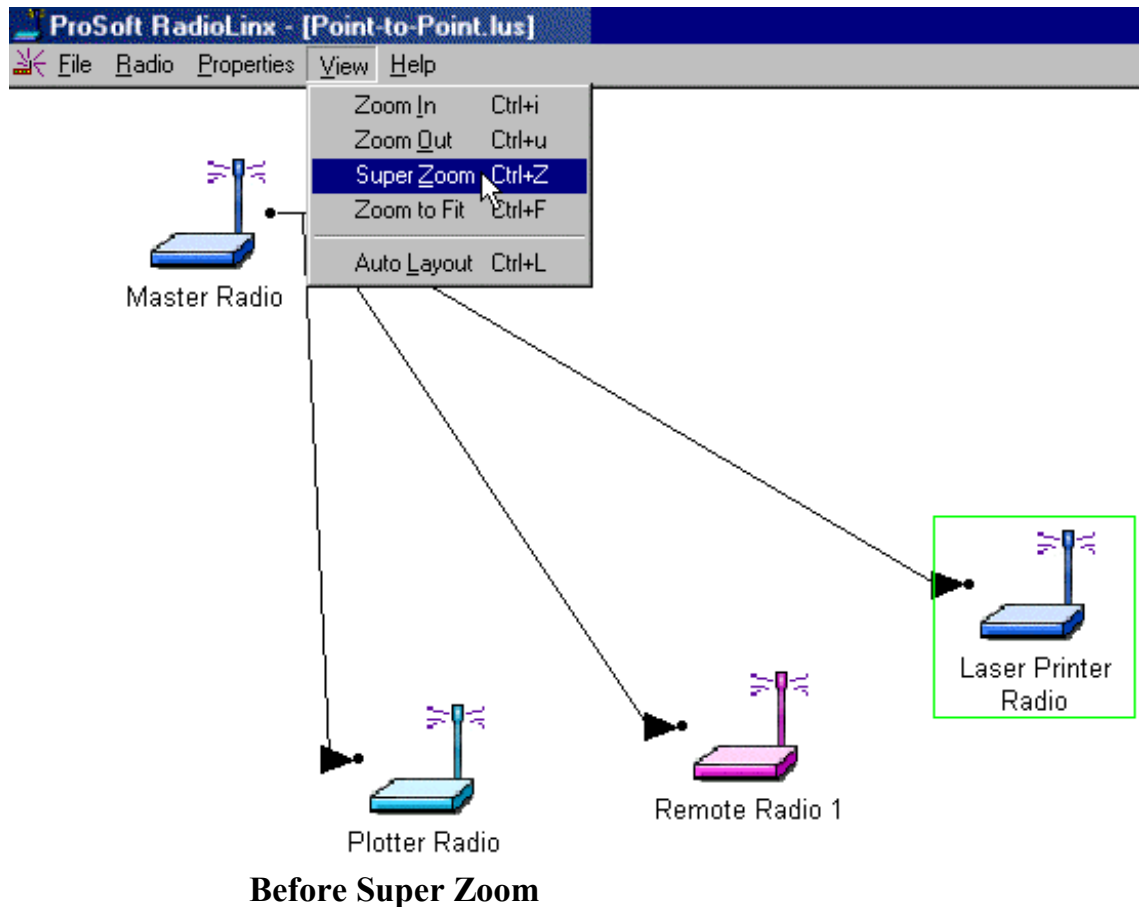 ProSoft RadioLinx - [Point-to-Point.lus]
File Radio Properties View Help
Zoom In Ctrl+i
Zoom Out Ctrl+u
Super Zoom Ctrl+Z
Zoom to Fit Ctrl+F
Auto Layout Ctrl+L
Master Radio
Laser Printer
Radio
Remote Radio 1
Plotter Radio
Before Super Zoom